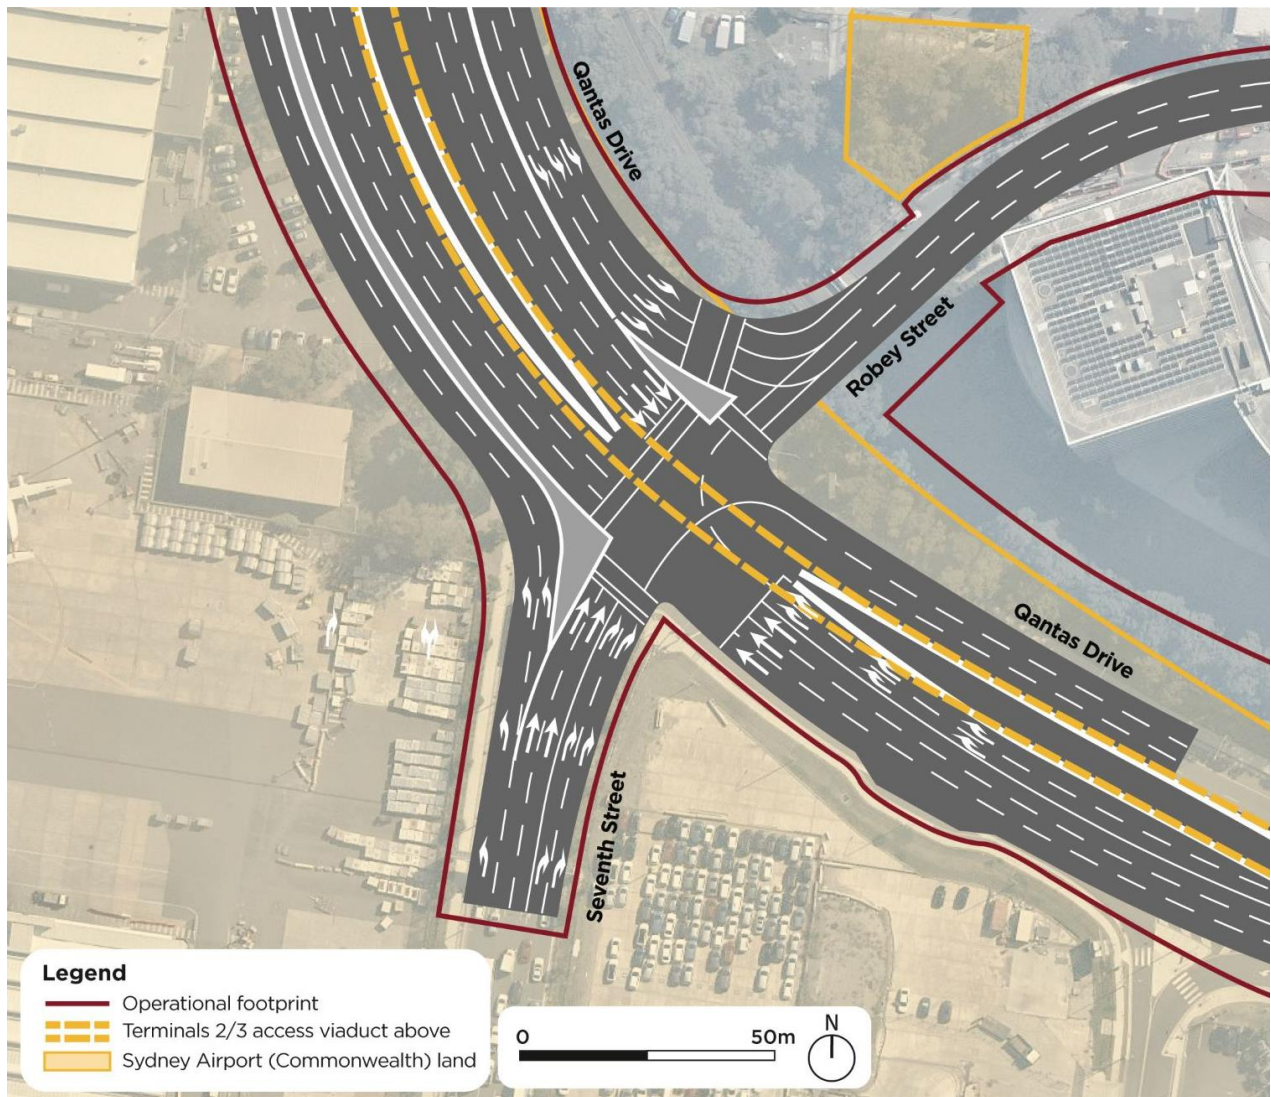 Qantas Drive
Robey Street
Qantas Drive
Seventh Street
Legend
Operational footprint
Terminals 2/3 access viaduct above
Sydney Airport (Commonwealth) land
0 50m
N